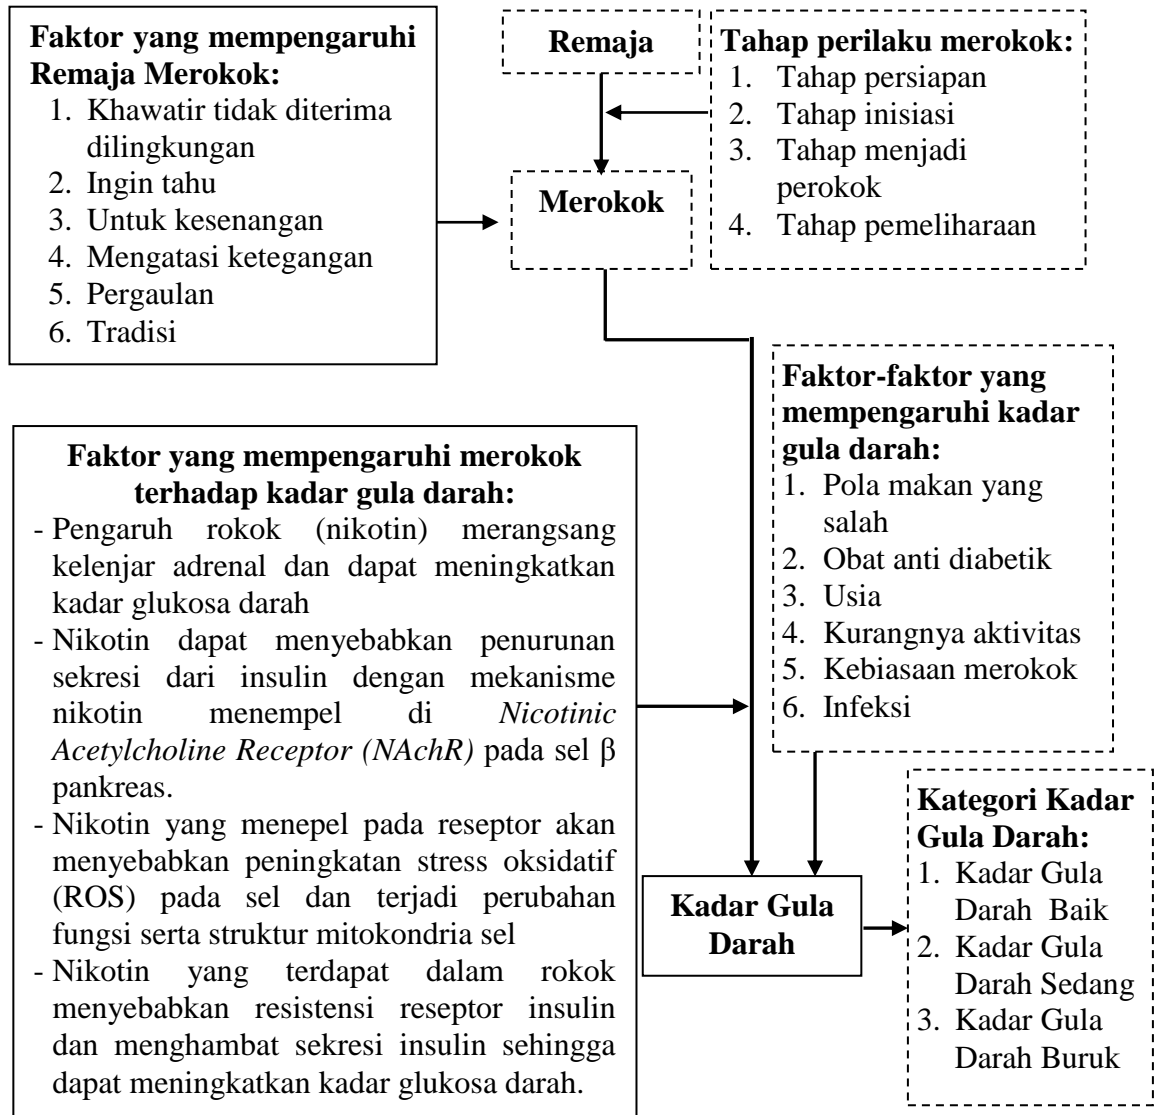 Faktor yang mempengaruhi
Remaja Merokok:
1. Khawatir tidak diterima
dilingkungan
2. Ingin tahu
3. Untuk kesenangan
4. Mengatasi ketegangan
5. Pergaulan
6. Tradisi
Remaja
Merokok
Tahap perilaku merokok:
1. Tahap persiapan
2. Tahap inisiasi
3. Tahap menjadi
perokok
4. Tahap pemeliharaan
Faktor-faktor yang
mempengaruhi kadar
gula darah:
1. Pola makan yang
salah
2. Obat anti diabetik
3. Usia
4. Kurangnya aktivitas
5. Kebiasaan merokok
6. Infeksi
Faktor yang mempengaruhi merokok
terhadap kadar gula darah:
- Pengaruh rokok (nikotin) merangsang
kelenjar adrenal dan dapat meningkatkan
kadar glukosa darah
- Nikotin dapat menyebabkan penurunan
sekresi dari insulin dengan mekanisme
nikotin menempel di Nicotinic
Acetylcholine Receptor (NAchR) pada sel β
pankreas.
- Nikotin yang menepel pada reseptor akan
menyebabkan peningkatan stress oksidatif
(ROS) pada sel dan terjadi perubahan
fungsi serta struktur mitokondria sel
- Nikotin yang terdapat dalam rokok
menyebabkan resistensi reseptor insulin
dan menghambat sekresi insulin sehingga
dapat meningkatkan kadar glukosa darah.
Kadar Gula
Darah
Kategori Kadar
Gula Darah:
1. Kadar Gula
Darah Baik
2. Kadar Gula
Darah Sedang
3. Kadar Gula
Darah Buruk